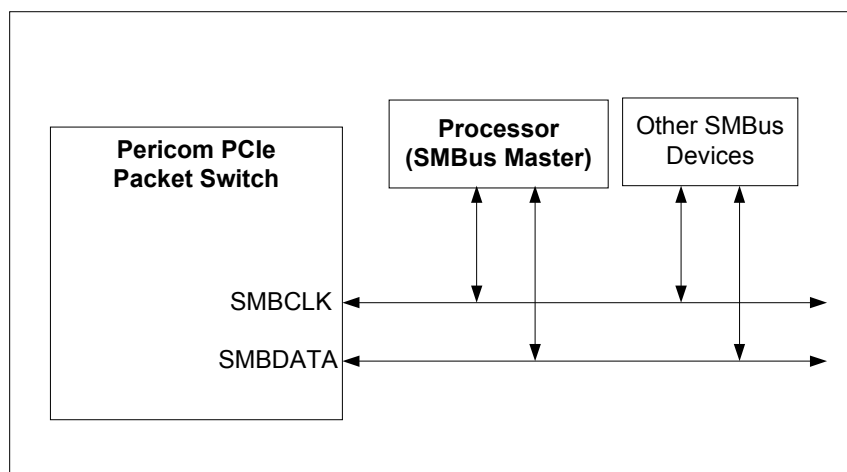 Pericom PCIe
Packet Switch
Processor
(SMBus Master)
Other SMBus
Devices
SMBCLK
SMBDATA